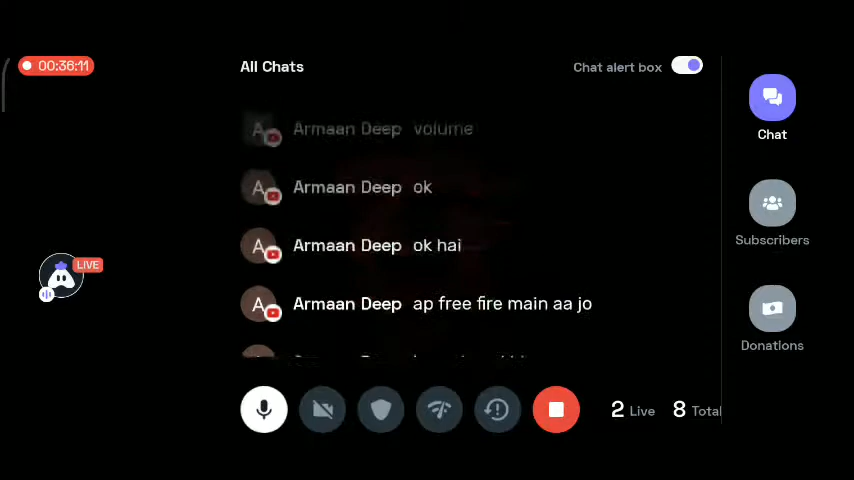 00:36:11
All Chats
Chat alert box
Armaan Deep volume
Armaan Deep ok
Armaan Deep ok hai
Armaan Deep ap free fire main aa jo
LIVE
Chat
Subscribers
Donations
2 Live 8 Total